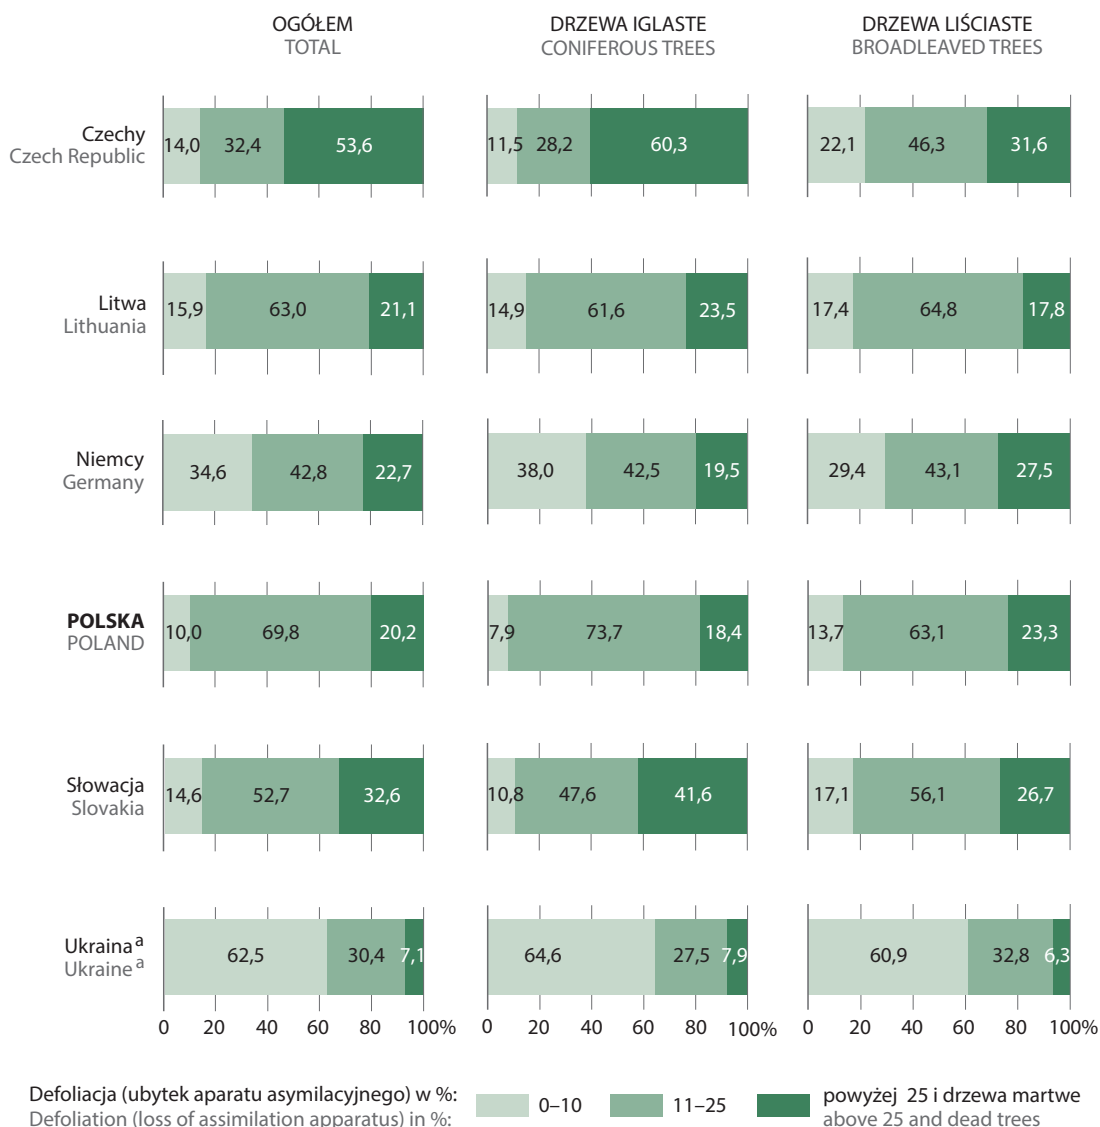 OGÓŁEM
TOTAL
DRZEWA IGLASTE
CONIFEROUS TREES
DRZEWA LIŚCIASTE
BROADLEAVED TREES
Czechy
Czech Republic
14,0 32,4 53,6
11,5 28,2 60,3
22,1 46,3 31,6
Litwa
Lithuania
15,9 63,0 21,1
14,9 61,6 23,5
17,4 64,8 17,8
Niemcy
Germany
34,6 42,8 22,7
38,0 42,5 19,5
29,4 43,1 27,5
POLSKA
POLAND
10,0 69,8 20,2
7,9 73,7 18,4
13,7 63,1 23,3
Słowacja
Slovakia
14,6 52,7 32,6
10,8 47,6 41,6
17,1 56,1 26,7
Ukraina a
Ukraine a
62,5 30,4 7,1
64,6 27,5 7,9
60,9 32,8 6,3
0 20 40 60 80 100%
0 20 40 60 80 100%
0 20 40 60 80 100%
Defoliacja (ubytek aparatu asymilacyjnego) w %:
Defoliation (loss of assimilation apparatus) in %:
0–10
11–25
powyżej 25 i drzewa martwe
above 25 and dead trees